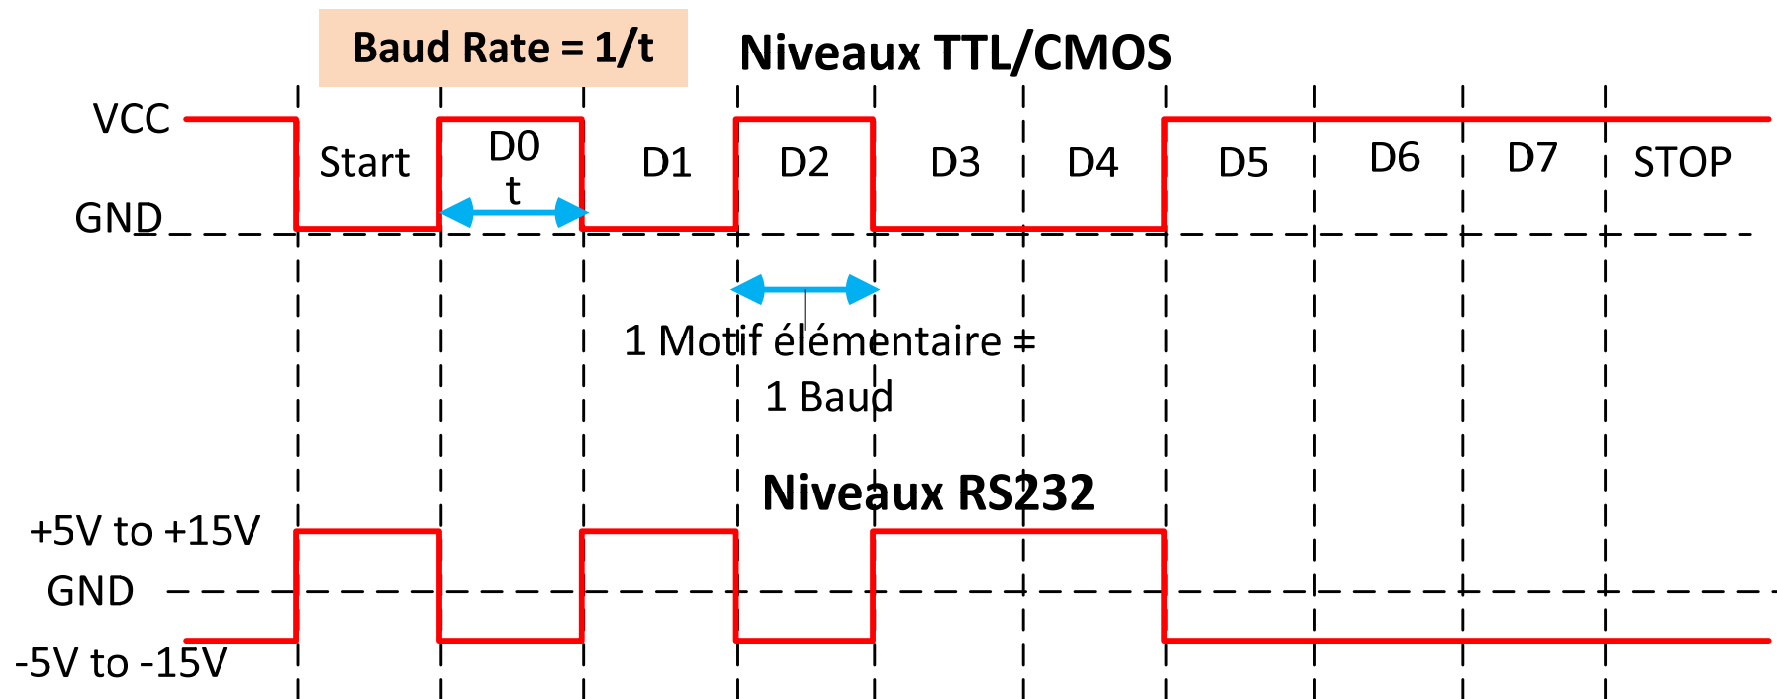 Baud Rate = 1/t
Niveaux TTL/CMOS
VCC
Start
D0
t
D1
D2
D3
D4
D5
D6
D7
STOP
GND
1 Motif élémentaire =
1 Baud
Niveaux RS232
+5V to +15V
GND
-5V to -15V